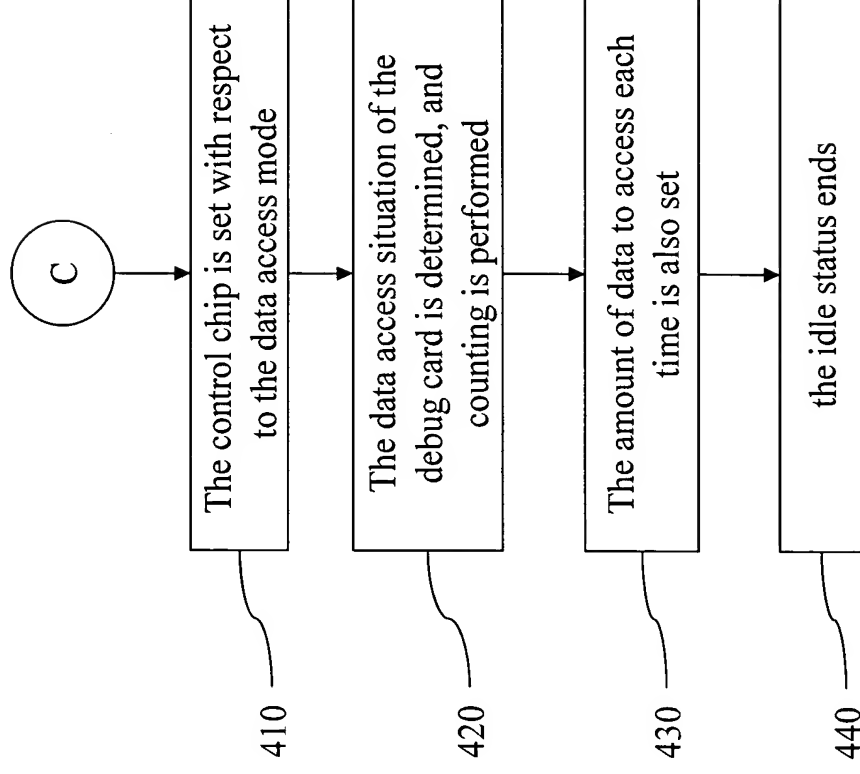 C
The control chip is set with respect
to the data access mode
410
The data access situation of the
debug card is determined, and
counting is performed
420
The amount of data to access each
time is also set
430
the idle status ends
440